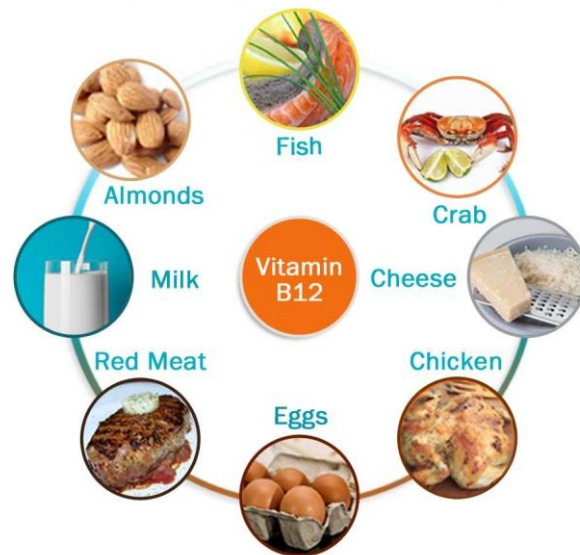 Fish
Almonds
Crab
Milk
Vitamin
B12
Cheese
Red Meat
Chicken
Eggs